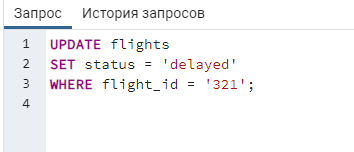 Запрос История запросов
1 UPDATE flights
2 SET status = 'delayed'
3 WHERE flight_id = '321';
4